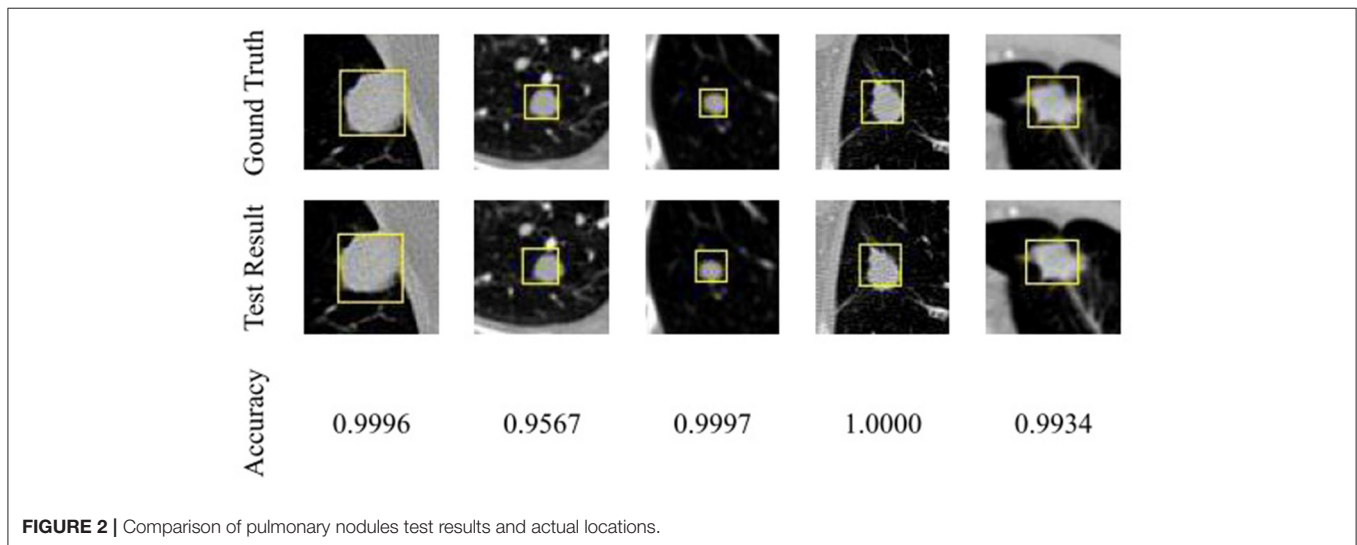 Gound Truth
Test Result
Accuracy
0.9996 0.9567 0.9997 1.0000 0.9934
FIGURE 2 | Comparison of pulmonary nodules test results and actual locations.